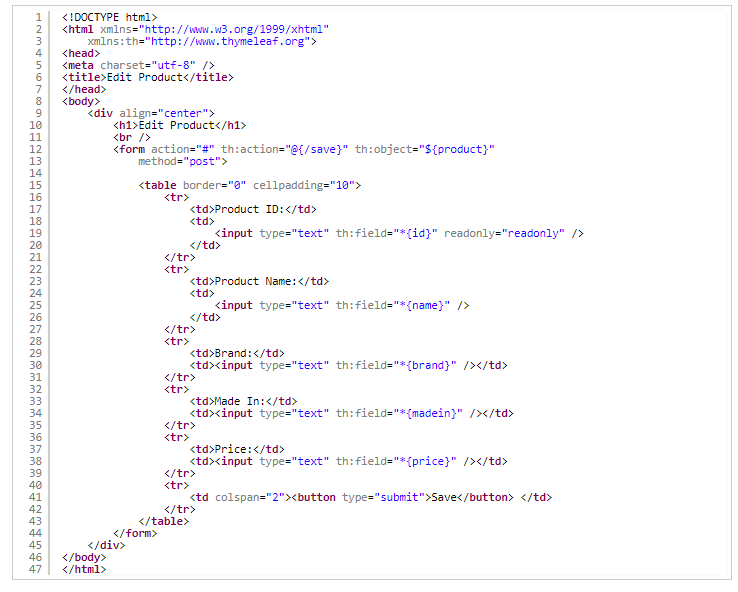 1 <!DOCTYPE html>
2 <html xmlns="http://www.w3.org/1999/xhtml"
3     xmlns:th="http://www.thymeleaf.org">
4 <head>
5 <meta charset="utf-8" />
6 <title>Edit Product</title>
7 </head>
8 <body>
9     <div align="center">
10         <h1>Edit Product</h1>
11         <br />
12         <form action="#" th:action="@{/save}" th:object="${product}"
13             method="post">
14
15             <table border="0" cellpadding="10">
16                 <tr>
17                     <td>Product ID:</td>
18                     <td>
19                         <input type="text" th:field="*{id}" readonly="readonly" />
20                     </td>
21                 </tr>
22                 <tr>
23                     <td>Product Name:</td>
24                     <td>
25                         <input type="text" th:field="*{name}" />
26                     </td>
27                 </tr>
28                 <tr>
29                     <td>Brand:</td>
30                     <td><input type="text" th:field="*{brand}" /></td>
31                 </tr>
32                 <tr>
33                     <td>Made In:</td>
34                     <td><input type="text" th:field="*{madein}" /></td>
35                 </tr>
36                 <tr>
37                     <td>Price:</td>
38                     <td><input type="text" th:field="*{price}" /></td>
39                 </tr>
40                 <tr>
41                     <td colspan="2"><button type="submit">Save</button> </td>
42                 </tr>
43             </table>
44         </form>
45     </div>
46 </body>
47 </html>